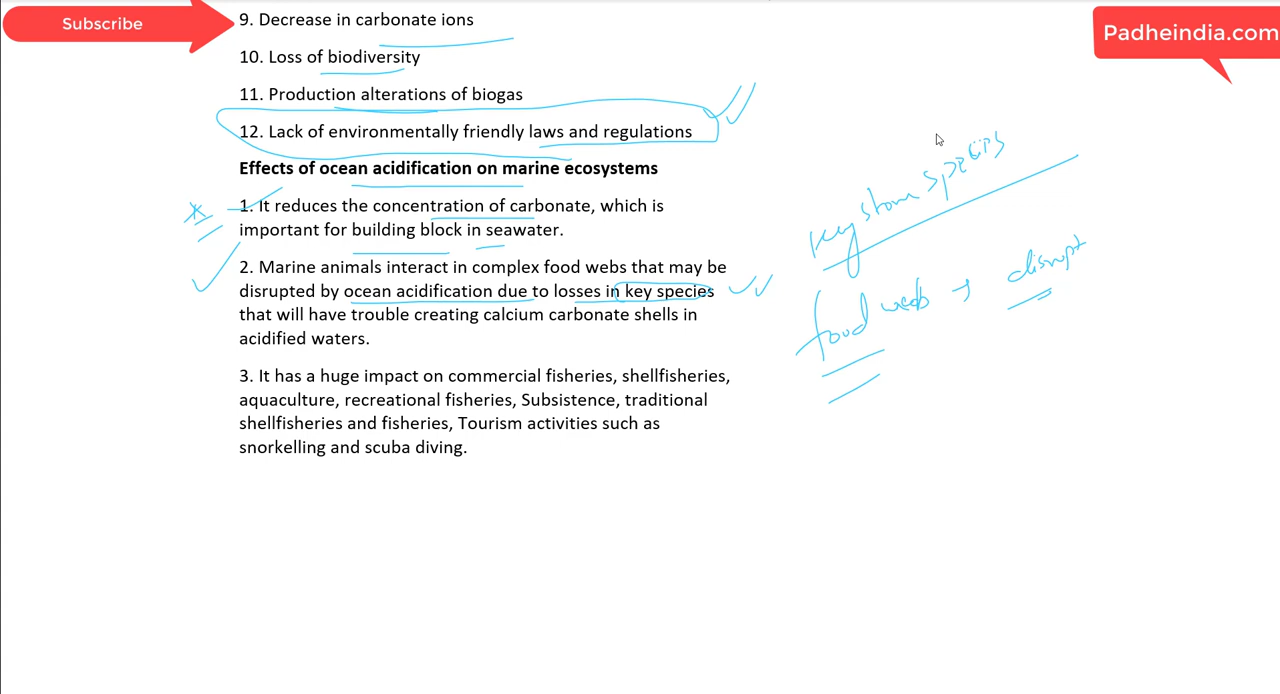 Subscribe
Padheindia.com
9. Decrease in carbonate ions
10. Loss of biodiversity
11. Production alterations of biogas
12. Lack of environmentally friendly laws and regulations
Effects of ocean acidification on marine ecosystems
1. It reduces the concentration of carbonate, which is
important for building block in seawater.
2. Marine animals interact in complex food webs that may be
disrupted by ocean acidification due to losses in key species
that will have trouble creating calcium carbonate shells in
acidified waters.
3. It has a huge impact on commercial fisheries, shellfisheries,
aquaculture, recreational fisheries, Subsistence, traditional
shellfisheries and fisheries, Tourism activities such as
snorkelling and scuba diving.
key stone species
food web → disrupt